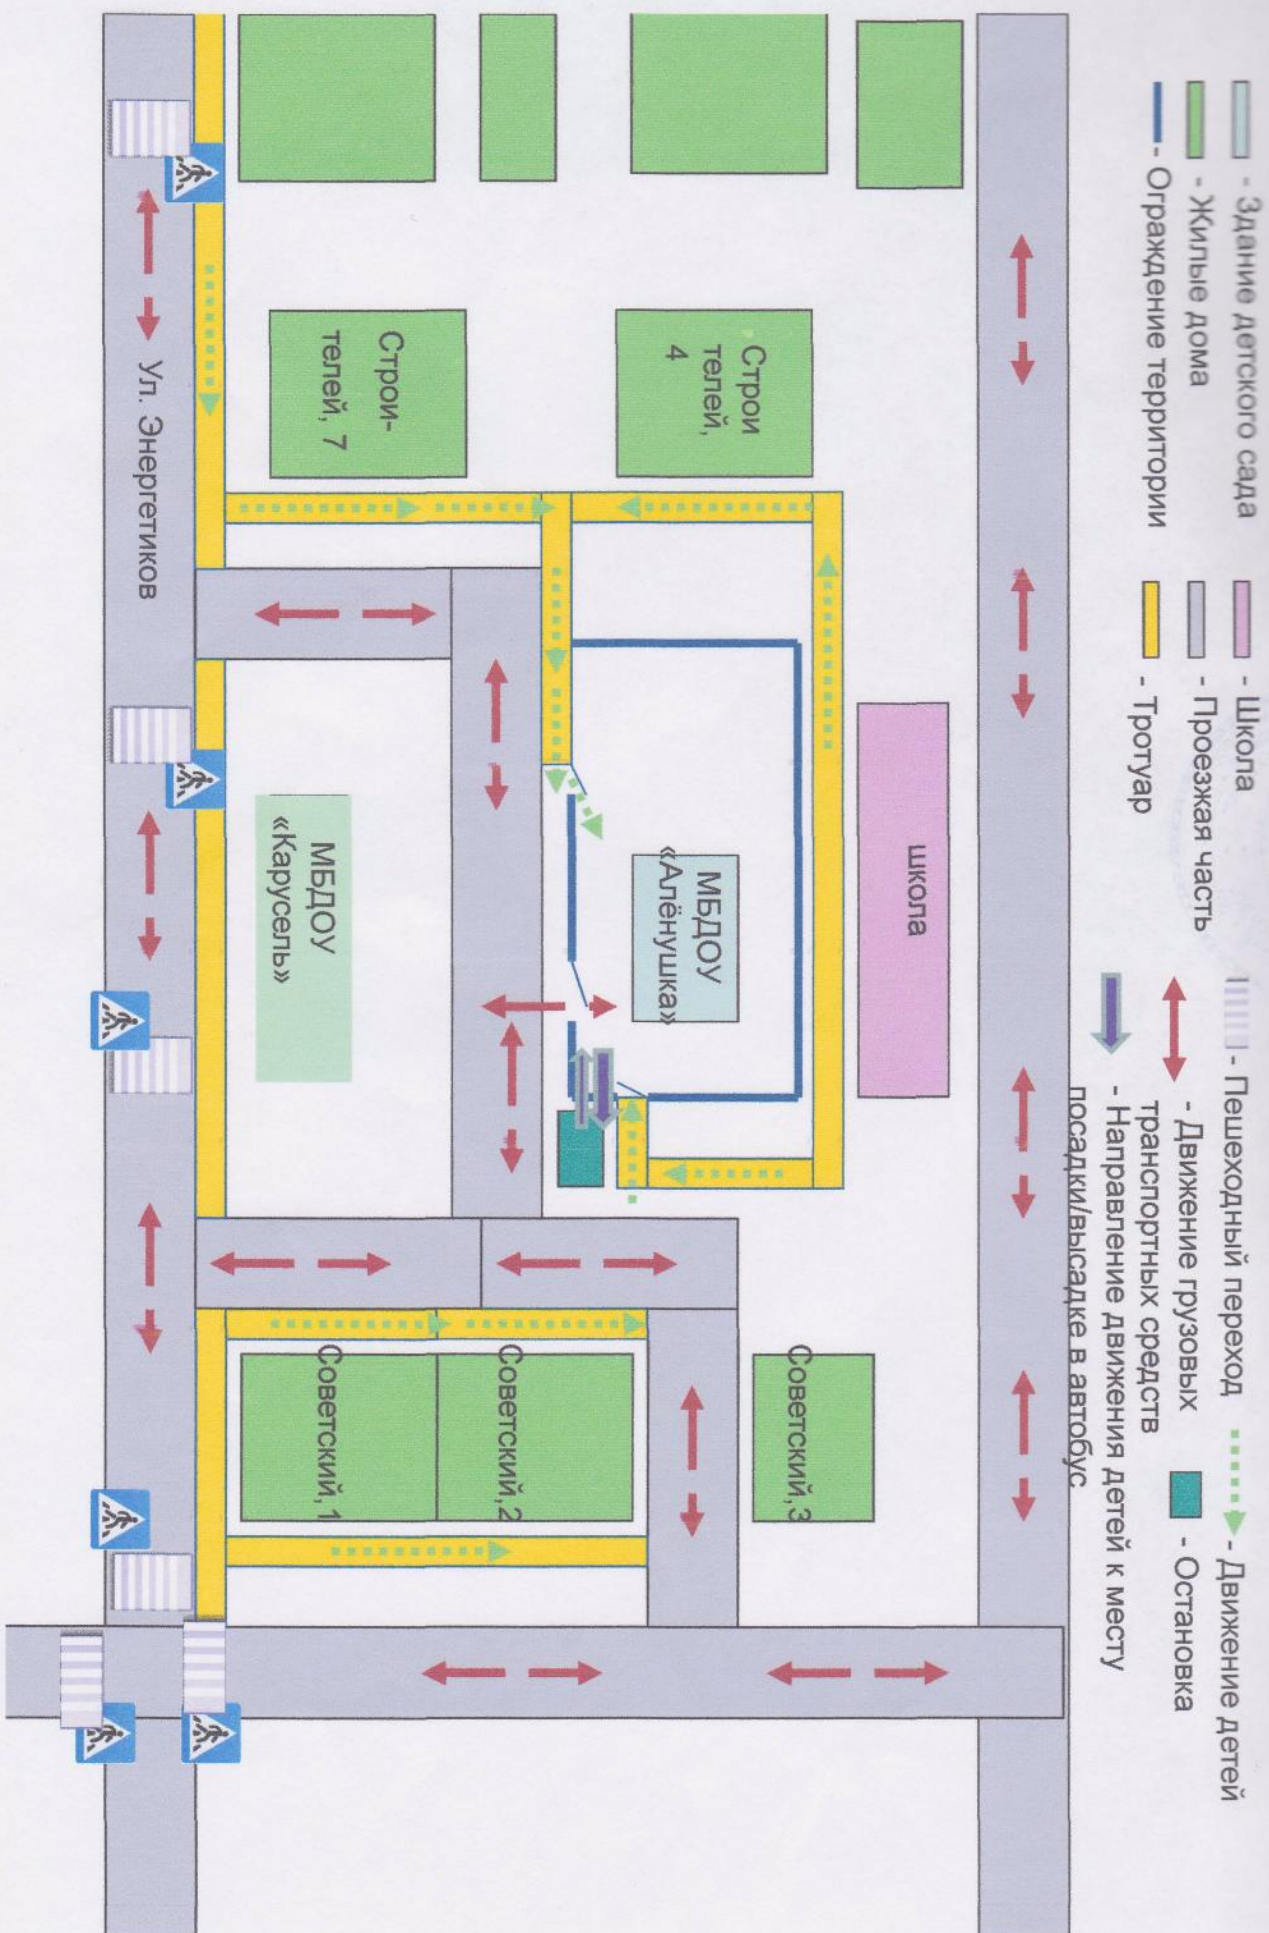 - Здание детского сада
- Жилые дома
- Ограждение территории
- Школа
- Проезжая часть
- Тротуар
- Пешеходный переход
- Движение грузовых
транспортных средств
- Направление движения детей к месту
посадки/высадке в автобус
- Движение детей
- Остановка
школа
Строи
телей,
4
МБДОУ
«Алёнушка»
Советский,3
Строи-
телей, 7
МБДОУ
«Карусель»
Советский,2
Советский,1
Ул. Энергетиков